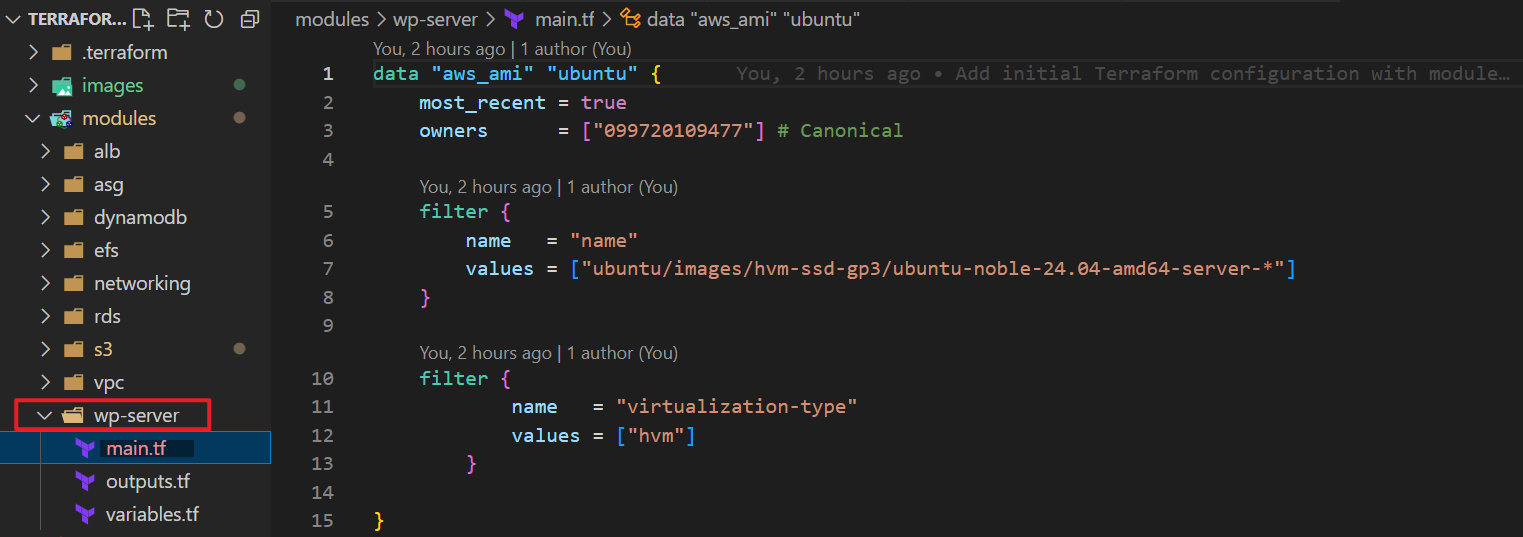 TERRAFOR...
.terraform
images
modules
alb
asg
dynamodb
efs
networking
rds
s3
vpc
wp-server
main.tf
outputs.tf
variables.tf
modules > wp-server > main.tf > data "aws_ami" "ubuntu"
You, 2 hours ago | 1 author (You)
1 data "aws_ami" "ubuntu" { You, 2 hours ago • Add initial Terraform configuration with module…
2     most_recent = true
3     owners      = ["099720109477"] # Canonical
4
You, 2 hours ago | 1 author (You)
5     filter {
6         name   = "name"
7         values = ["ubuntu/images/hvm-ssd-gp3/ubuntu-noble-24.04-amd64-server-*"]
8     }
9
You, 2 hours ago | 1 author (You)
10     filter {
11             name   = "virtualization-type"
12             values = ["hvm"]
13         }
14
15 }